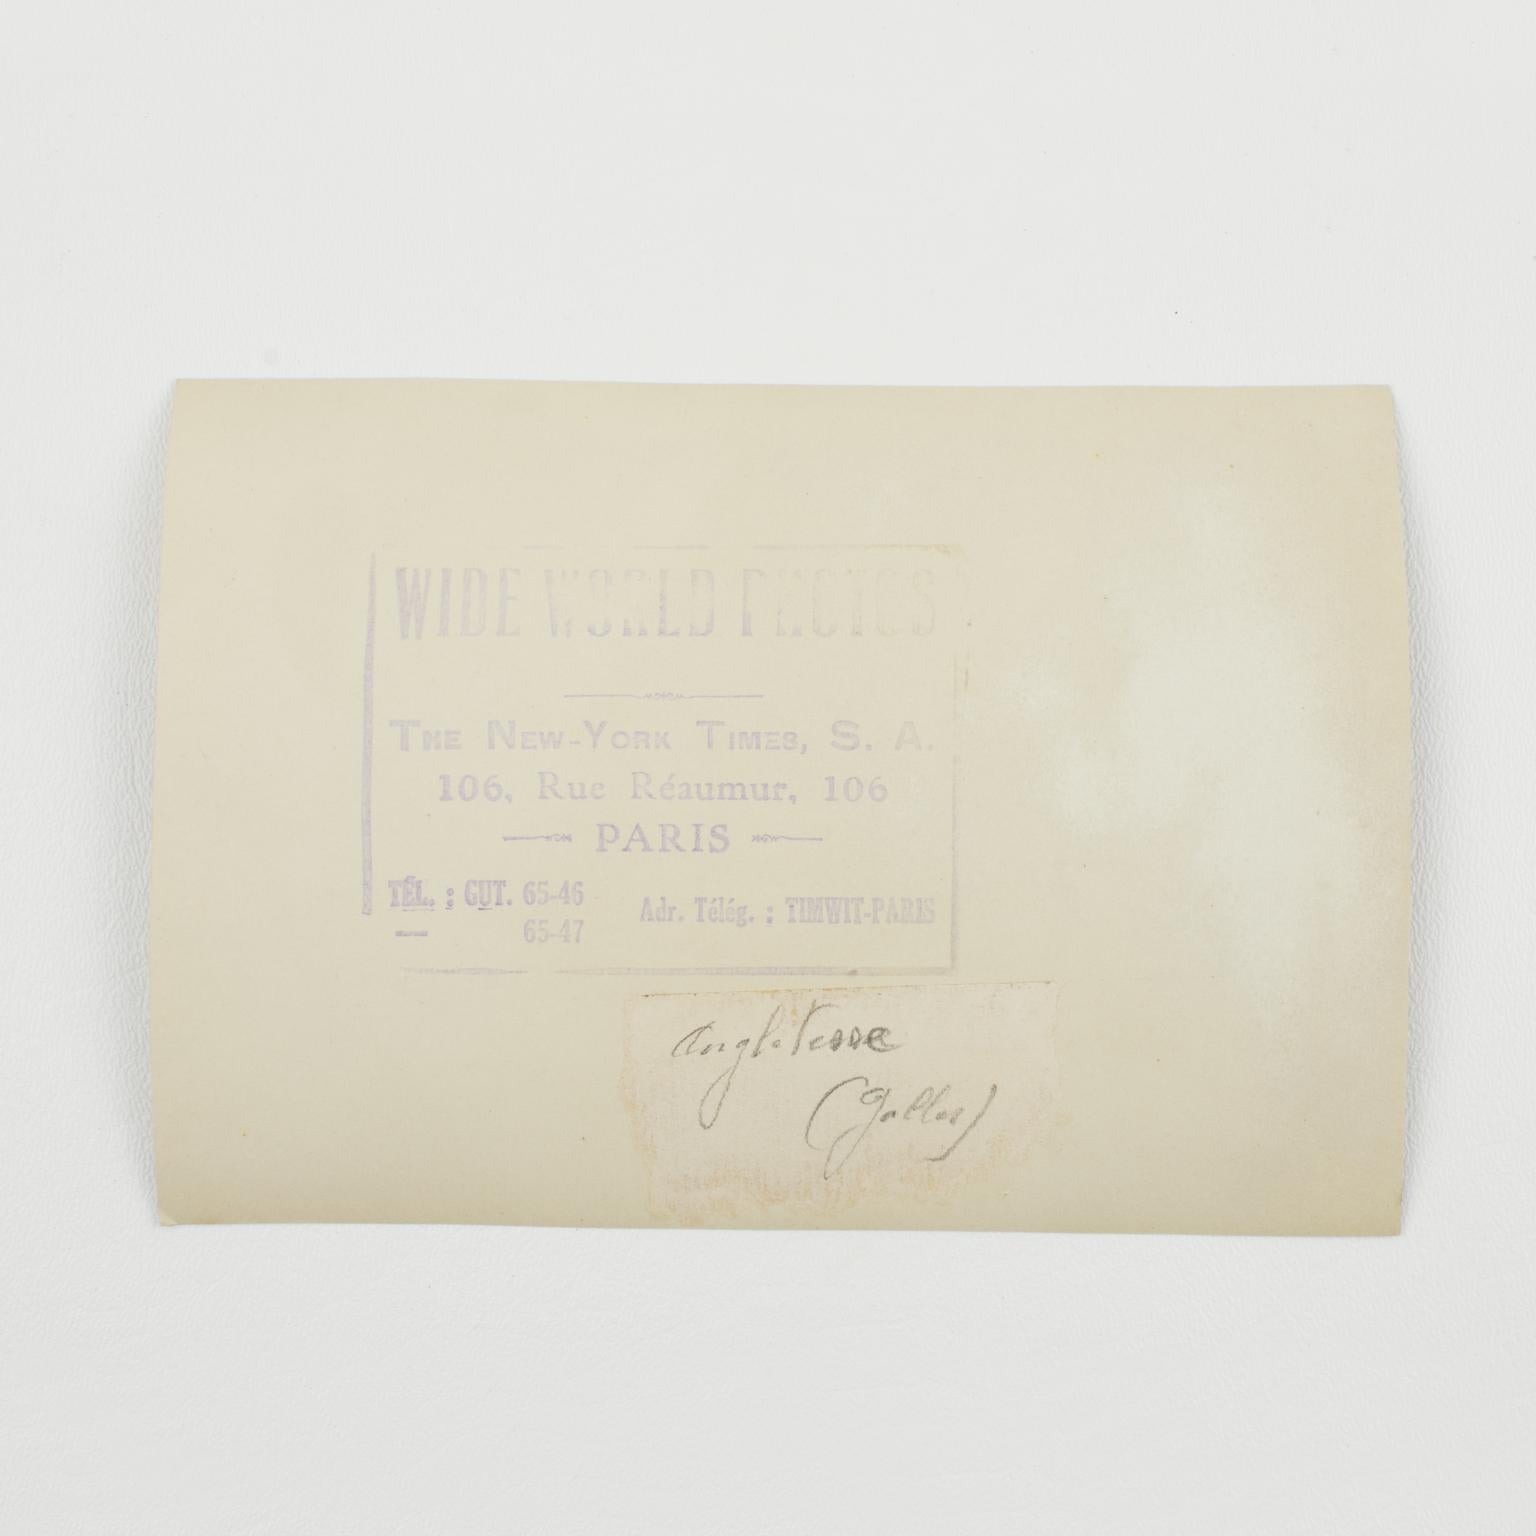 WIDE WORLD PHOTOS
THE NEW-YORK TIMES, S. A.
106, Rue Réaumur, 106
PARIS
TÉL. : GUT. 65-46
— 65-47
Adr. Télég. : TIMWIT-PARIS
Angleterre
(Galles)